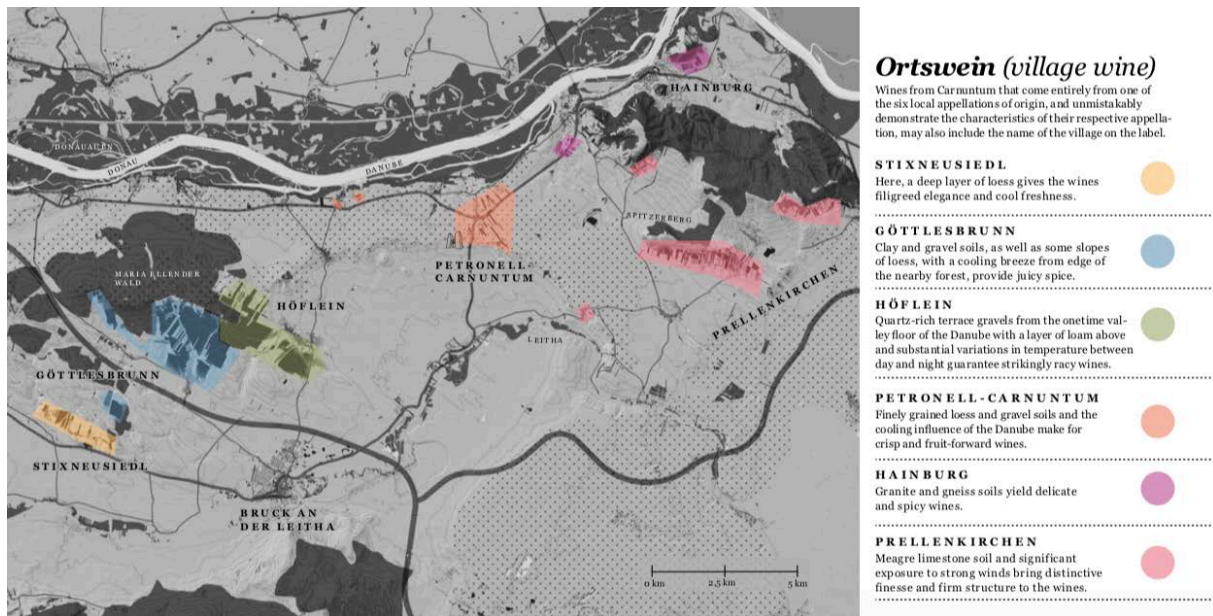 HAINBURG
DONAUAUEN
DONAU
DANUBE
SPITZERBERG
PETRONELL-
CARNUNTUM
MARIA ELLENDER
WALD
HÖFLEIN
PRELLENKIRCHEN
LEITHA
GÖTTLESBRUNN
STIXNEUSIEDL
BRUCK AN
DER LEITHA
0 km 2,5 km 5 km
Ortswein (village wine)
Wines from Carnuntum that come entirely from one of
the six local appellations of origin, and unmistakably
demonstrate the characteristics of their respective appella-
tion, may also include the name of the village on the label.
STIXNEUSIEDL
Here, a deep layer of loess gives the wines
filigreed elegance and cool freshness.
GÖTTLESBRUNN
Clay and gravel soils, as well as some slopes
of loess, with a cooling breeze from edge of
the nearby forest, provide juicy spice.
HÖFLEIN
Quartz-rich terrace gravels from the onetime val-
ley floor of the Danube with a layer of loam above
and substantial variations in temperature between
day and night guarantee strikingly racy wines.
PETRONELL-CARNUNTUM
Finely grained loess and gravel soils and the
cooling influence of the Danube make for
crisp and fruit-forward wines.
HAINBURG
Granite and gneiss soils yield delicate
and spicy wines.
PRELLENKIRCHEN
Meagre limestone soil and significant
exposure to strong winds bring distinctive
finesse and firm structure to the wines.